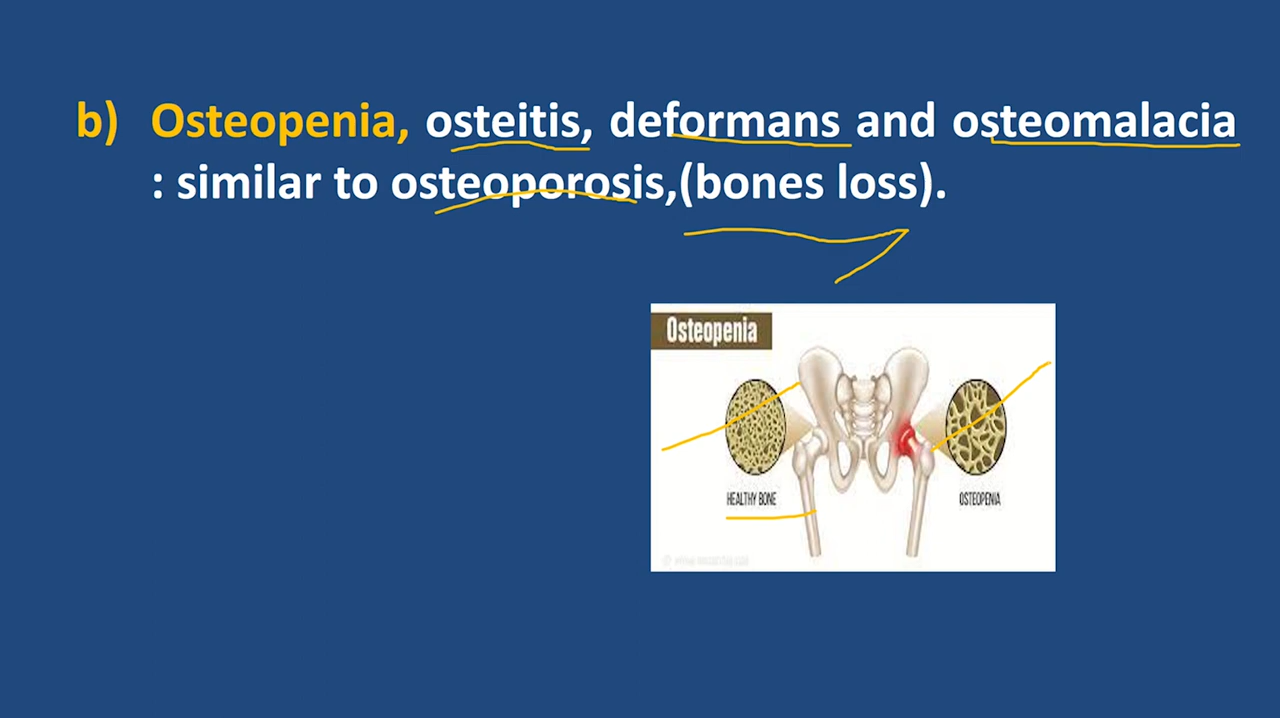 b) Osteopenia, osteitis, deformans and osteomalacia
: similar to osteoporosis,(bones loss).
Osteopenia
HEALTHY BONE
OSTEOPENIA